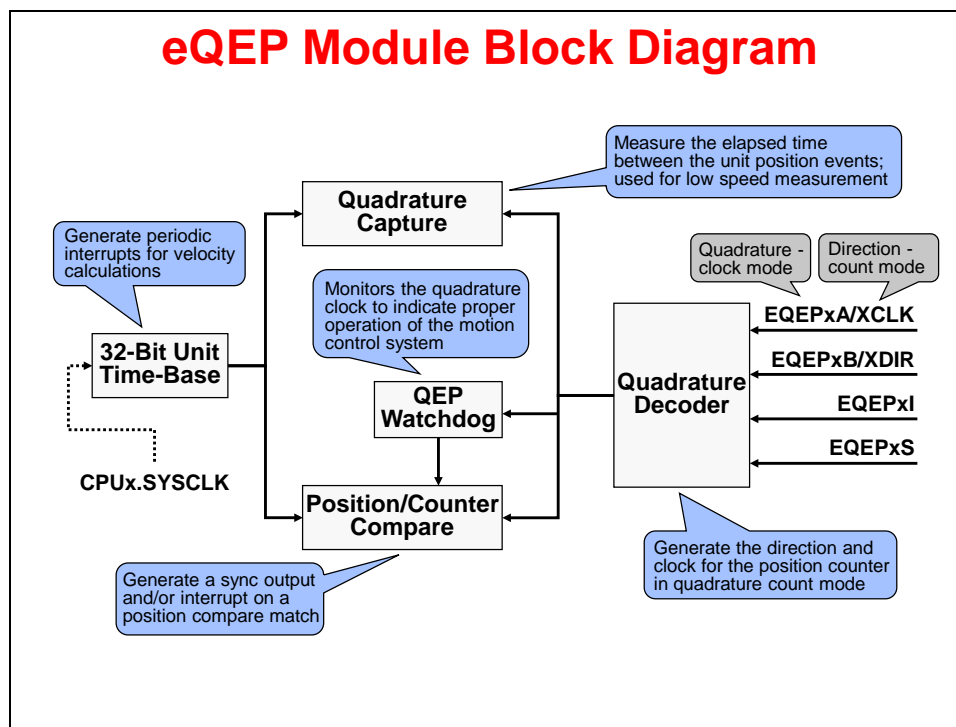 eQEP Module Block Diagram
Measure the elapsed time
between the unit position events;
used for low speed measurement
Quadrature
Capture
Generate periodic
interrupts for velocity
calculations
Quadrature -
clock mode
Direction -
count mode
Monitors the quadrature
clock to indicate proper
operation of the motion
control system
EQEPxA/XCLK
32-Bit Unit
Time-Base
EQEPxB/XDIR
Quadrature
Decoder
QEP
Watchdog
EQEPxI
EQEPxS
CPUx.SYSCLK
Position/Counter
Compare
Generate the direction and
clock for the position counter
in quadrature count mode
Generate a sync output
and/or interrupt on a
position compare match